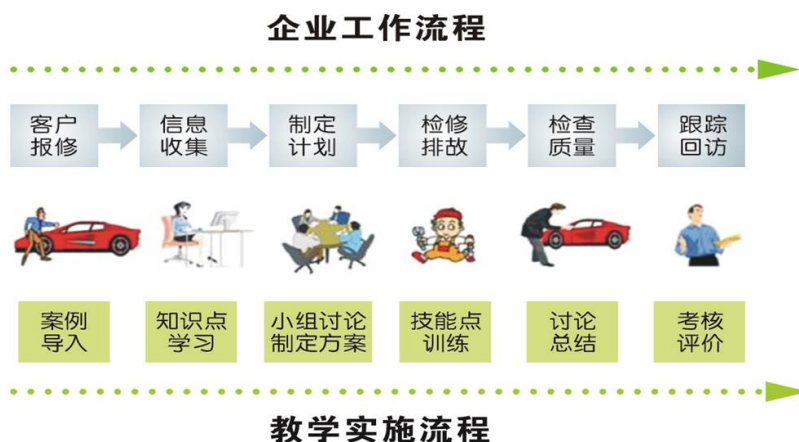 企业工作流程
客户
报修
信息
收集
制定
计划
检修
排故
检查
质量
跟踪
回访
案例
导入
知识点
学习
小组讨论
制定方案
技能点
训练
讨论
总结
考核
评价
教学实施流程